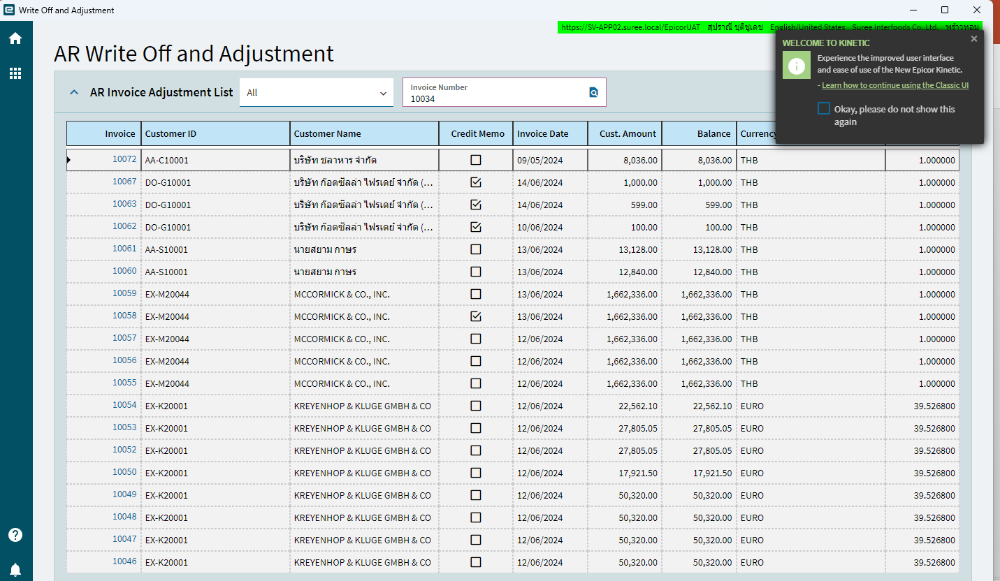 Write Off and Adjustment
https://SV-APP02.suree.local/EpicorUAT สุปราณี ชุติชูเดช English/United States Suree Interfoods Co.,Ltd. พร้าวหอม
AR Write Off and Adjustment
WELCOME TO KINETIC
Experience the improved user interface
and ease of use of the New Epicor Kinetic.
- Learn how to continue using the Classic UI
Okay, please do not show this
again
AR Invoice Adjustment List All Invoice Number
10034
Invoice Customer ID Customer Name Credit Memo Invoice Date Cust. Amount Balance Currency
10072 AA-C10001 บริษัท ชลาหาร จำกัด 09/05/2024 8,036.00 8,036.00 THB 1.000000
10067 DO-G10001 บริษัท ก๊อตซิลล่า ไฟรเดย์ จำกัด (... 14/06/2024 1,000.00 1,000.00 THB 1.000000
10063 DO-G10001 บริษัท ก๊อตซิลล่า ไฟรเดย์ จำกัด (... 14/06/2024 599.00 599.00 THB 1.000000
10062 DO-G10001 บริษัท ก๊อตซิลล่า ไฟรเดย์ จำกัด (... 10/06/2024 100.00 100.00 THB 1.000000
10061 AA-S10001 นายสยาม กาษร 13/06/2024 13,128.00 13,128.00 THB 1.000000
10060 AA-S10001 นายสยาม กาษร 13/06/2024 12,840.00 12,840.00 THB 1.000000
10059 EX-M20044 MCCORMICK & CO., INC. 13/06/2024 1,662,336.00 1,662,336.00 THB 1.000000
10058 EX-M20044 MCCORMICK & CO., INC. 13/06/2024 1,662,336.00 1,662,336.00 THB 1.000000
10057 EX-M20044 MCCORMICK & CO., INC. 12/06/2024 1,662,336.00 1,662,336.00 THB 1.000000
10056 EX-M20044 MCCORMICK & CO., INC. 12/06/2024 1,662,336.00 1,662,336.00 THB 1.000000
10055 EX-M20044 MCCORMICK & CO., INC. 12/06/2024 1,662,336.00 1,662,336.00 THB 1.000000
10054 EX-K20001 KREYENHOP & KLUGE GMBH & CO 12/06/2024 22,562.10 22,562.10 EURO 39.526800
10053 EX-K20001 KREYENHOP & KLUGE GMBH & CO 12/06/2024 27,805.05 27,805.05 EURO 39.526800
10052 EX-K20001 KREYENHOP & KLUGE GMBH & CO 12/06/2024 27,805.05 27,805.05 EURO 39.526800
10050 EX-K20001 KREYENHOP & KLUGE GMBH & CO 12/06/2024 17,921.50 17,921.50 EURO 39.526800
10049 EX-K20001 KREYENHOP & KLUGE GMBH & CO 12/06/2024 50,320.00 50,320.00 EURO 39.526800
10048 EX-K20001 KREYENHOP & KLUGE GMBH & CO 12/06/2024 50,320.00 50,320.00 EURO 39.526800
10047 EX-K20001 KREYENHOP & KLUGE GMBH & CO 12/06/2024 50,320.00 50,320.00 EURO 39.526800
10046 EX-K20001 KREYENHOP & KLUGE GMBH & CO 12/06/2024 50,320.00 50,320.00 EURO 39.526800